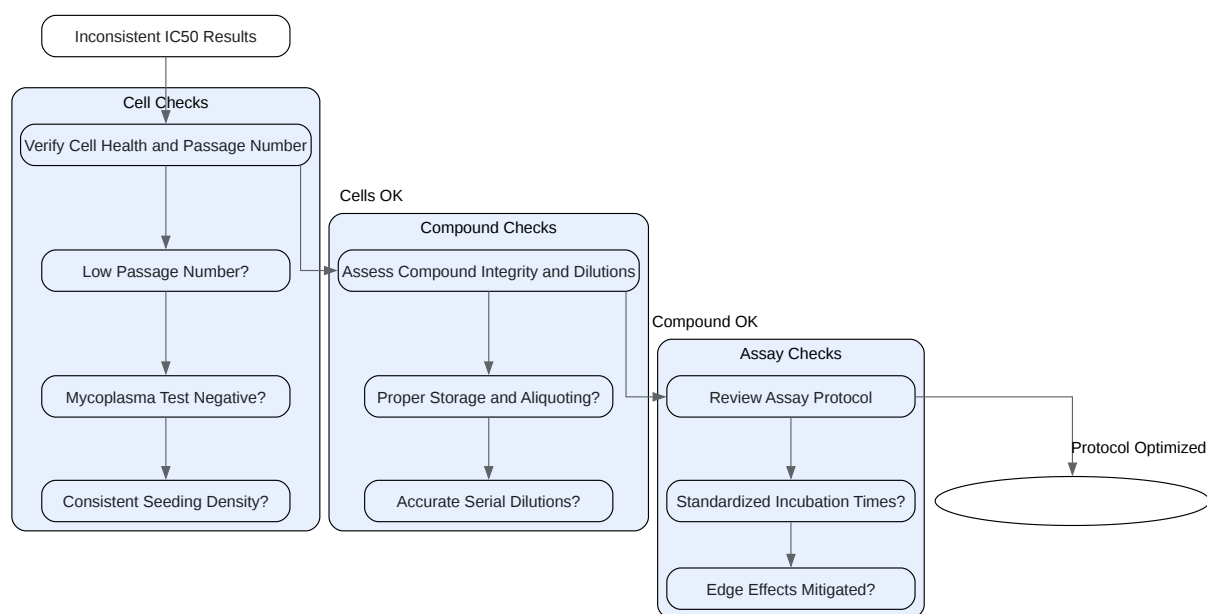 Inconsistent IC50 Results
Cell Checks
Verify Cell Health and Passage Number
Low Passage Number?
Mycoplasma Test Negative?
Consistent Seeding Density?
Cells OK
Compound Checks
Assess Compound Integrity and Dilutions
Proper Storage and Aliquoting?
Accurate Serial Dilutions?
Compound OK
Assay Checks
Review Assay Protocol
Standardized Incubation Times?
Edge Effects Mitigated?
Protocol Optimized